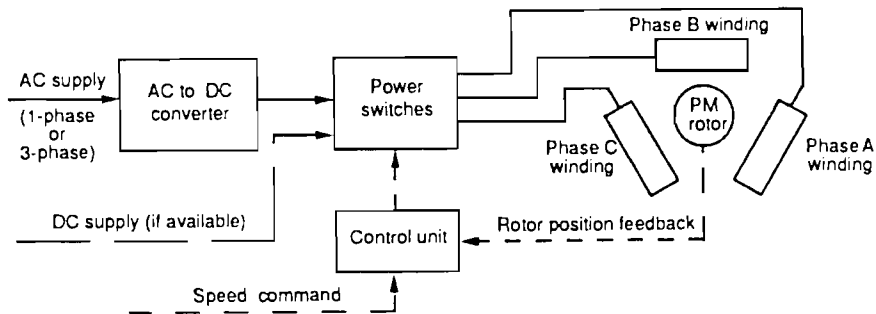 Phase B winding
AC supply
(1-phase
or
3-phase)
AC to DC
converter
Power
switches
PM
rotor
Phase C
winding
Phase A
winding
DC supply (if available)
Control unit
Rotor position feedback
Speed command